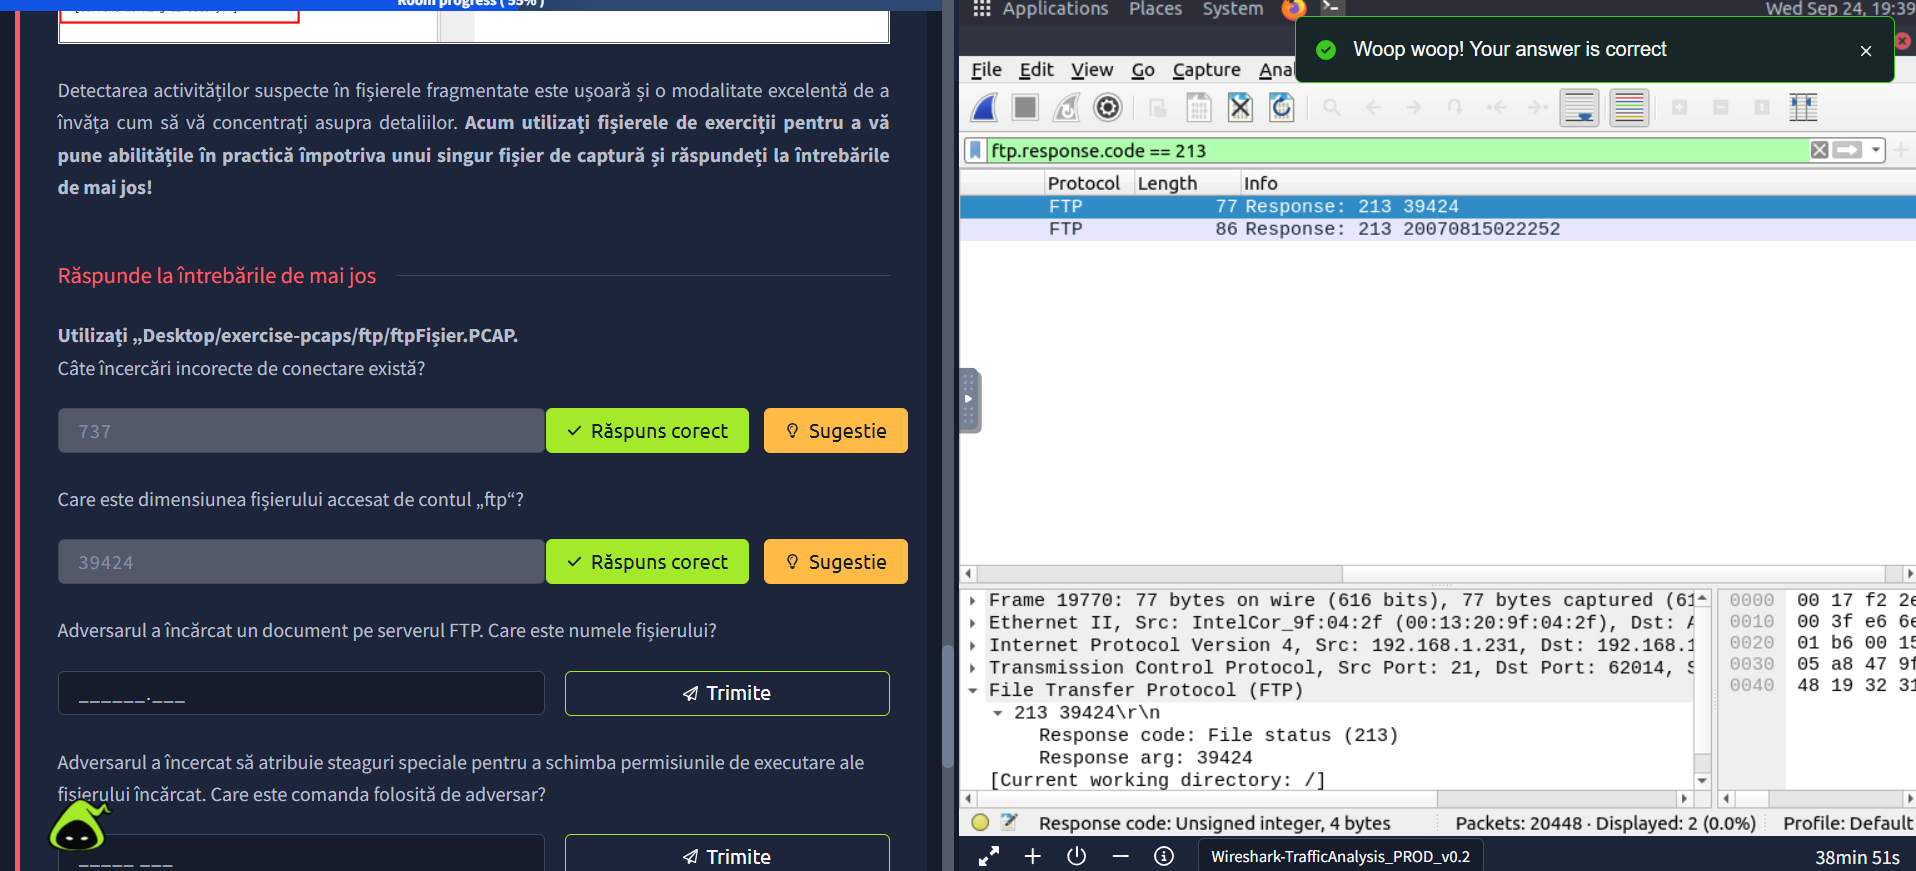 Room progress ( 55% )
Detectarea activităților suspecte în fișierele fragmentate este ușoară și o modalitate excelentă de a
învăța cum să vă concentrați asupra detaliilor. Acum utilizați fișierele de exerciții pentru a vă
pune abilitățile în practică împotriva unui singur fișier de captură și răspundeți la întrebările
de mai jos!
Răspunde la întrebările de mai jos
Utilizați „Desktop/exercise-pcaps/ftp/ftpFișier.PCAP.
Câte încercări incorecte de conectare există?
737
Răspuns corect
Sugestie
Care este dimensiunea fișierului accesat de contul „ftp“?
39424
Răspuns corect
Sugestie
Adversarul a încărcat un document pe serverul FTP. Care este numele fișierului?
______.___
Trimite
Adversarul a încercat să atribuie steaguri speciale pentru a schimba permisiunile de executare ale
fișierului încărcat. Care este comanda folosită de adversar?
_____ ___
Trimite
Applications Places System
Wed Sep 24, 19:39
Woop woop! Your answer is correct
File Edit View Go Capture Ana
ftp.response.code == 213
Protocol Length Info
FTP 77 Response: 213 39424
FTP 86 Response: 213 20070815022252
Frame 19770: 77 bytes on wire (616 bits), 77 bytes captured (61
Ethernet II, Src: IntelCor_9f:04:2f (00:13:20:9f:04:2f), Dst: A
Internet Protocol Version 4, Src: 192.168.1.231, Dst: 192.168.1
Transmission Control Protocol, Src Port: 21, Dst Port: 62014, S
File Transfer Protocol (FTP)
213 39424\r\n
Response code: File status (213)
Response arg: 39424
[Current working directory: /]
0000 00 17 f2 2e
0010 00 3f e6 6e
0020 01 b6 00 15
0030 05 a8 47 9f
0040 48 19 32 31
Response code: Unsigned integer, 4 bytes
Packets: 20448 · Displayed: 2 (0.0%)
Profile: Default
Wireshark-TrafficAnalysis_PROD_v0.2
38min 51s